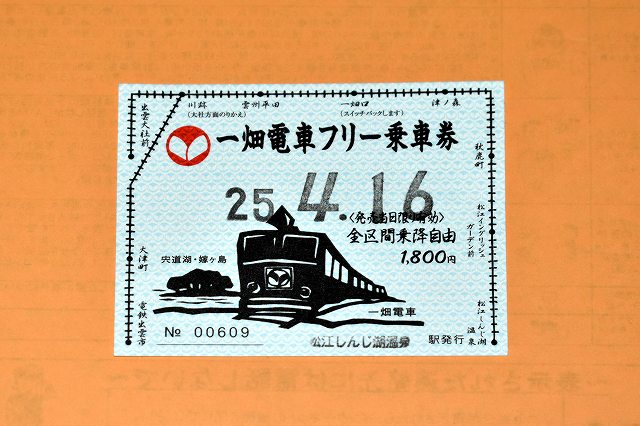 川跡
(大社方面のりかえ)
雲州平田
一畑口
(スイッチバックします)
津ノ森
出雲大社前
一畑電車フリー乗車券
秋鹿町
25.4.16
〈発売当日限り有効〉
全区間乗降自由
1,800円
松江イングリッシュ
ガーデン前
大津町
宍道湖・嫁ヶ島
一畑電車
松江しんじ湖
温泉
電鉄出雲市
№ 00609
松江しんじ湖温泉
駅発行